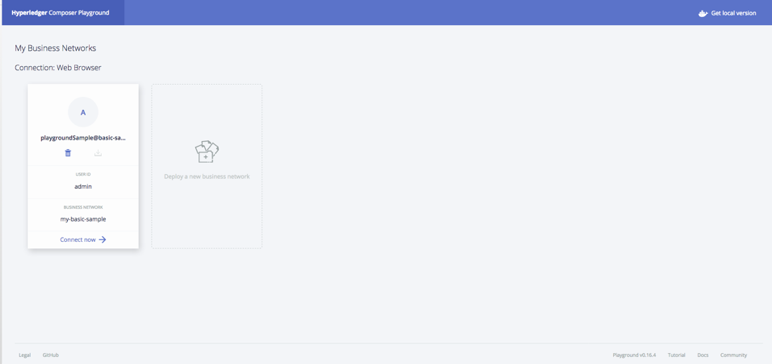 Hyperledger Composer Playground
Get local version
My Business Networks
Connection: Web Browser
A
playgroundSample@basic-sa...
USER ID
admin
BUSINESS NETWORK
my-basic-sample
Connect now
Deploy a new business network
Legal GitHub Playground v0.16.4 Tutorial Docs Community